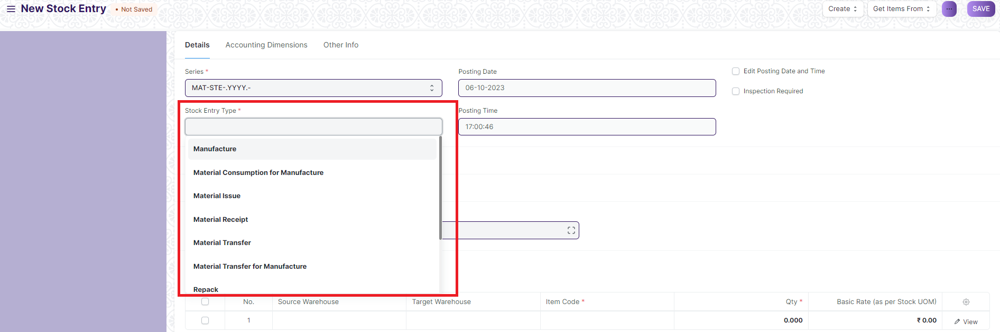 New Stock Entry
• Not Saved
Create
Get Items From
...
SAVE
Details
Accounting Dimensions
Other Info
Series *
MAT-STE-.YYYY.-
Posting Date
06-10-2023
Edit Posting Date and Time
Inspection Required
Stock Entry Type *
Posting Time
17:00:46
Manufacture
Material Consumption for Manufacture
Material Issue
Material Receipt
Material Transfer
Material Transfer for Manufacture
Repack
No.
Source Warehouse
Target Warehouse
Item Code *
Qty *
Basic Rate (as per Stock UOM)
1
0.000
₹ 0.00
View